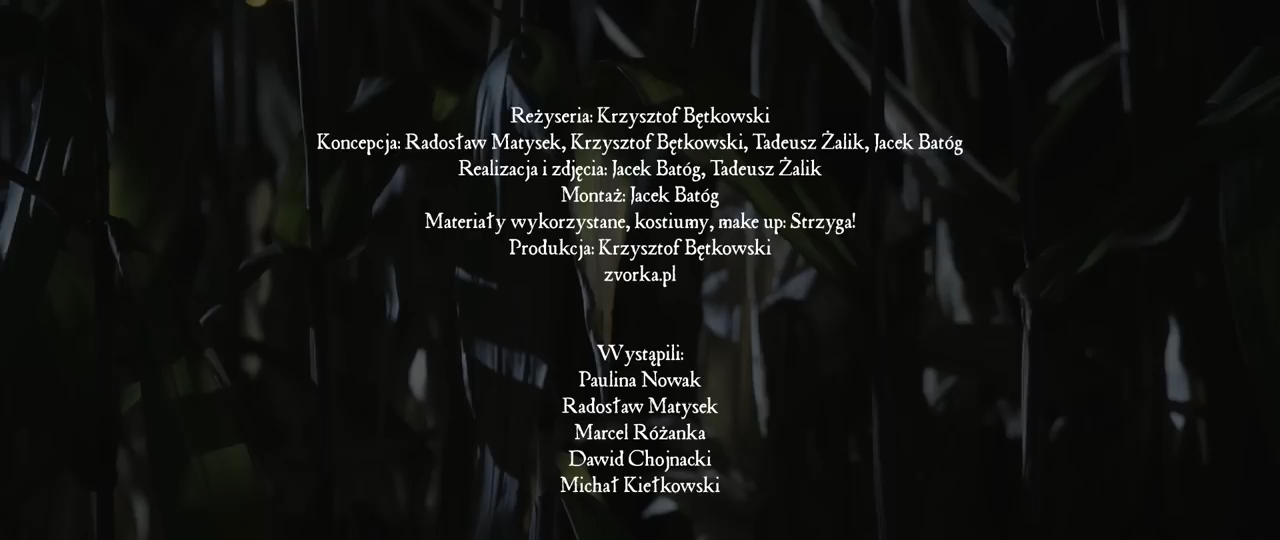 Reżyseria: Krzysztof Bętkowski
Koncepcja: Radosław Matysek, Krzysztof Bętkowski, Tadeusz Żalik, Jacek Batóg
Realizacja i zdjęcia: Jacek Batóg, Tadeusz Żalik
Montaż: Jacek Batóg
Materiały wykorzystane, kostiumy, make up: Strzyga!
Produkcja: Krzysztof Bętkowski
zvorka.pl
Wystąpili:
Paulina Nowak
Radosław Matysek
Marcel Różanka
Dawid Chojnacki
Michał Kiełkowski